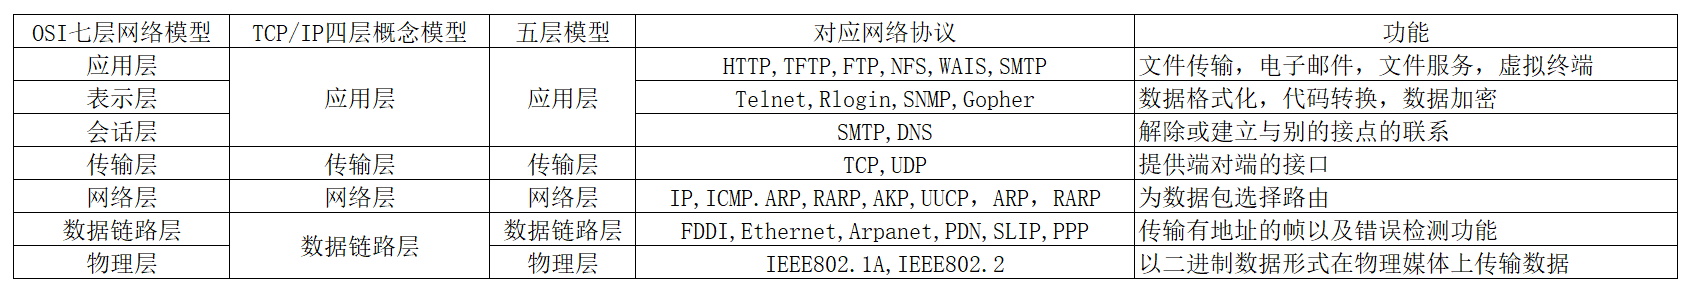 OSI七层网络模型 TCP/IP四层概念模型 五层模型 对应网络协议 功能
应用层 应用层 应用层 HTTP,TFTP,FTP,NFS,WAIS,SMTP 文件传输，电子邮件，文件服务，虚拟终端
表示层 Telnet,Rlogin,SNMP,Gopher 数据格式化，代码转换，数据加密
会话层 SMTP,DNS 解除或建立与别的接点的联系
传输层 传输层 传输层 TCP,UDP 提供端对端的接口
网络层 网络层 网络层 IP,ICMP.ARP,RARP,AKP,UUCP，ARP，RARP 为数据包选择路由
数据链路层 数据链路层 数据链路层 FDDI,Ethernet,Arpanet,PDN,SLIP,PPP 传输有地址的帧以及错误检测功能
物理层 物理层 IEEE802.1A,IEEE802.2 以二进制数据形式在物理媒体上传输数据